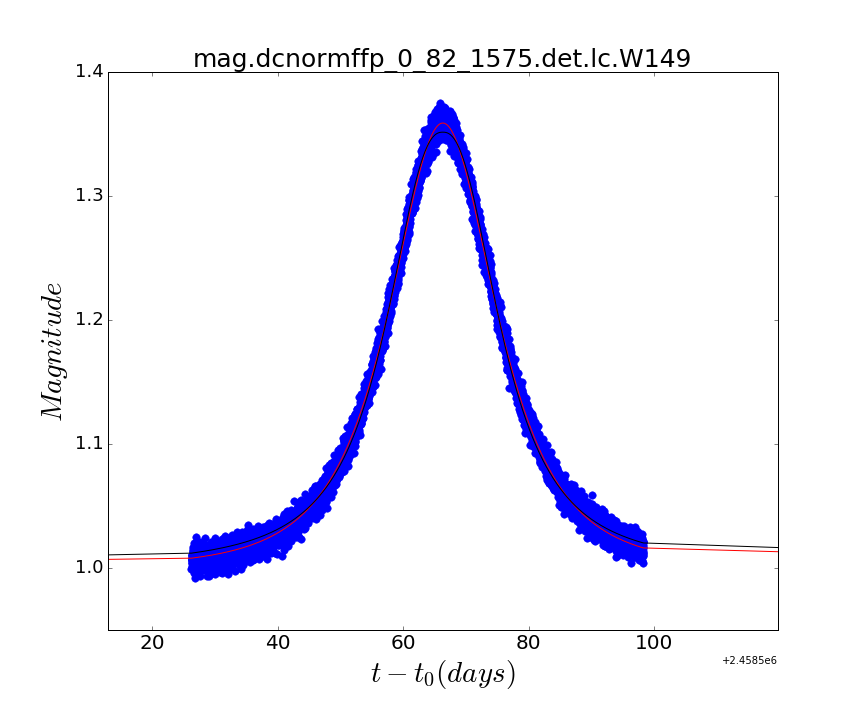 mag.dcnormffp_0_82_1575.det.lc.W149
1.4
1.3
1.2
1.1
1.0
Magnitude
20 40 60 80 100
+2.4585e6
t − t0(days)